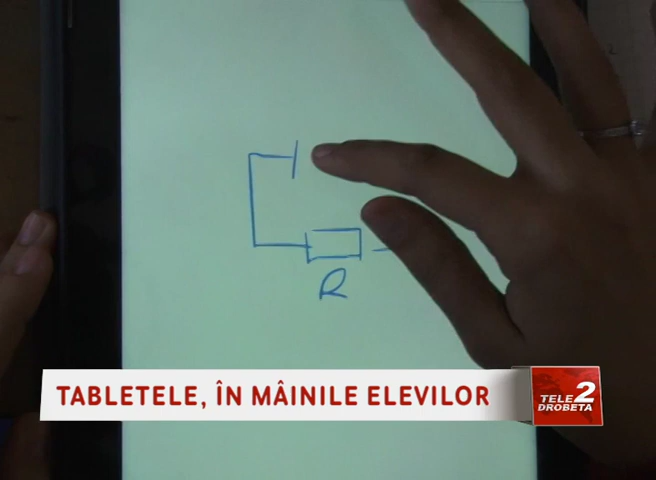 R
TABLETELE, ÎN MÂINILE ELEVILOR
TELE 2
DROBETA